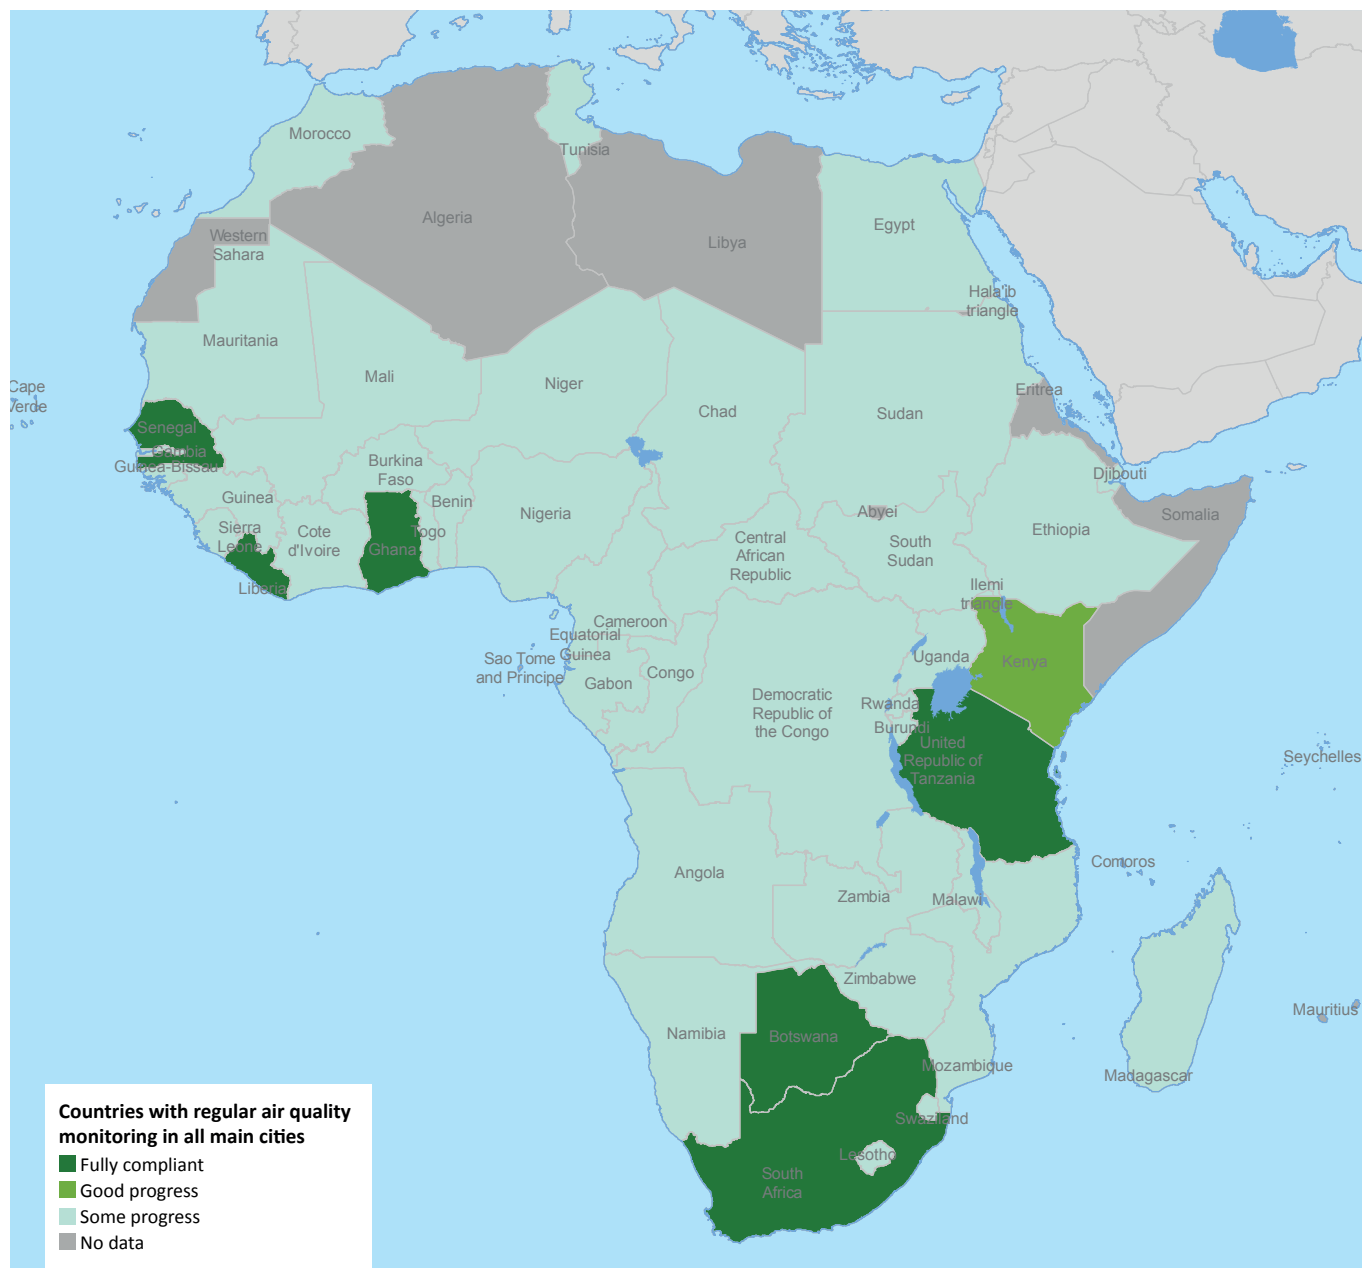 Morocco
Tunisia
Algeria
Libya
Egypt
Western
Sahara
Hala'ib
triangle
Mauritania
Mali
Niger
Chad
Sudan
Eritrea
Cape
Verde
Senegal
Gambia
Guinea-Bissau
Burkina
Faso
Djibouti
Guinea
Benin
Nigeria
Abyei
Somalia
Sierra
Leone
Cote
d'Ivoire
Togo
Ghana
Central
African
Republic
South
Sudan
Ethiopia
Liberia
Ilemi
triangle
Cameroon
Equatorial
Guinea
Sao Tome
and Principe
Gabon
Congo
Uganda
Kenya
Democratic
Republic of
the Congo
Rwanda
Burundi
United
Republic of
Tanzania
Seychelles
Comoros
Angola
Zambia
Malawi
Zimbabwe
Namibia
Botswana
Mozambique
Mauritius
Madagascar
Swaziland
Lesotho
South
Africa
Countries with regular air quality
monitoring in all main cities
Fully compliant
Good progress
Some progress
No data